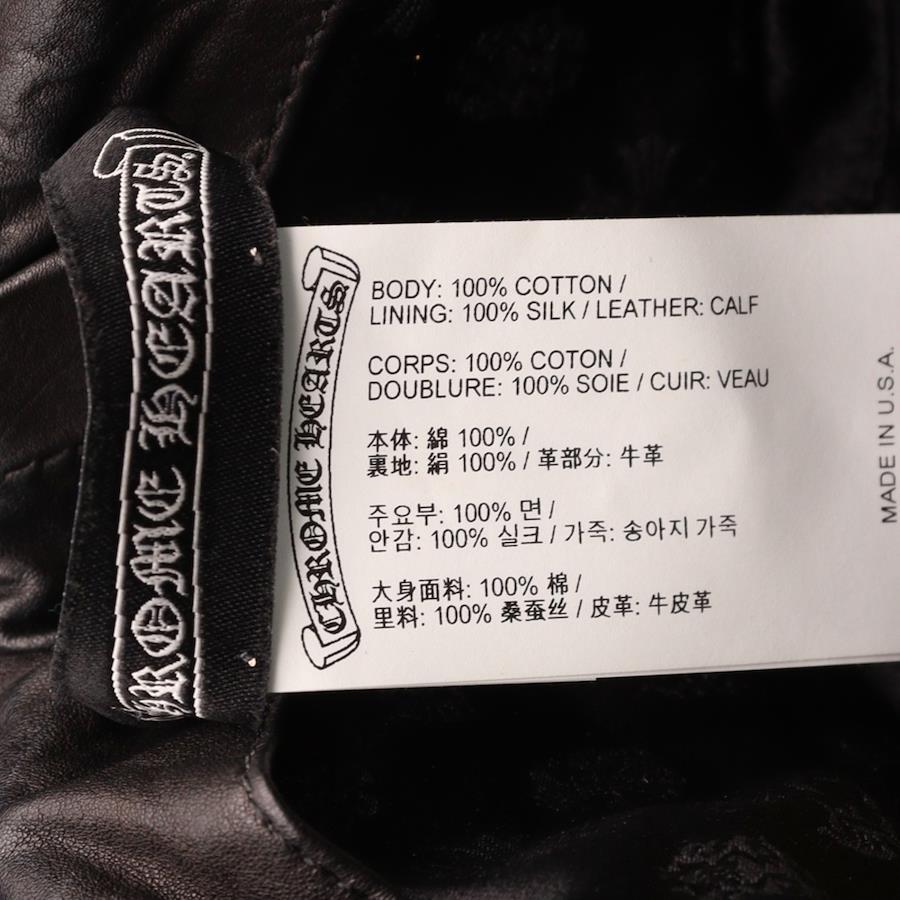 CHROME HEARTS
CHROME HEARTS
BODY: 100% COTTON /
LINING: 100% SILK / LEATHER: CALF
CORPS: 100% COTON /
DOUBLURE: 100% SOIE / CUIR: VEAU
本体: 綿 100% /
裏地: 絹 100% / 革部分: 牛革
주요부: 100% 면 /
안감: 100% 실크 / 가죽: 송아지 가죽
大身面料: 100% 棉 /
里料: 100% 桑蚕丝 / 皮革: 牛皮革
MADE IN U.S.A.